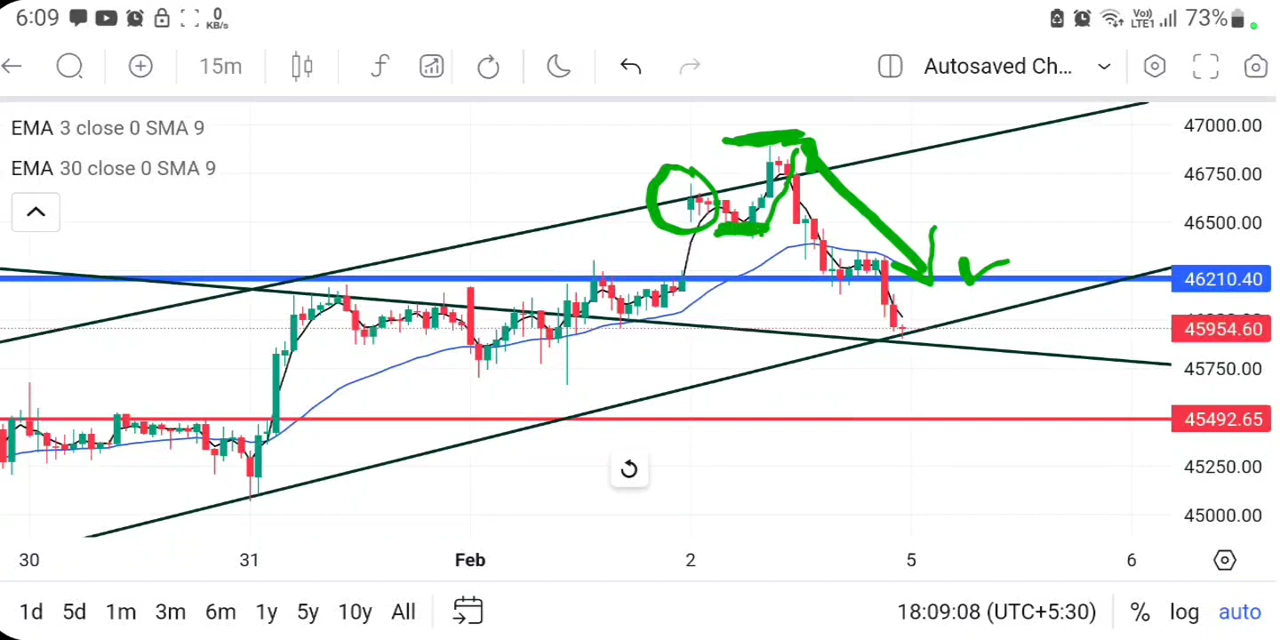 6:09 0 KB/s Vo)) LTE1 73%
15m Autosaved Ch...
EMA 3 close 0 SMA 9
EMA 30 close 0 SMA 9
47000.00
46750.00
46500.00
46210.40
45954.60
45750.00
45492.65
45250.00
45000.00
30 31 Feb 2 5 6
1d 5d 1m 3m 6m 1y 5y 10y All 18:09:08 (UTC+5:30) % log auto